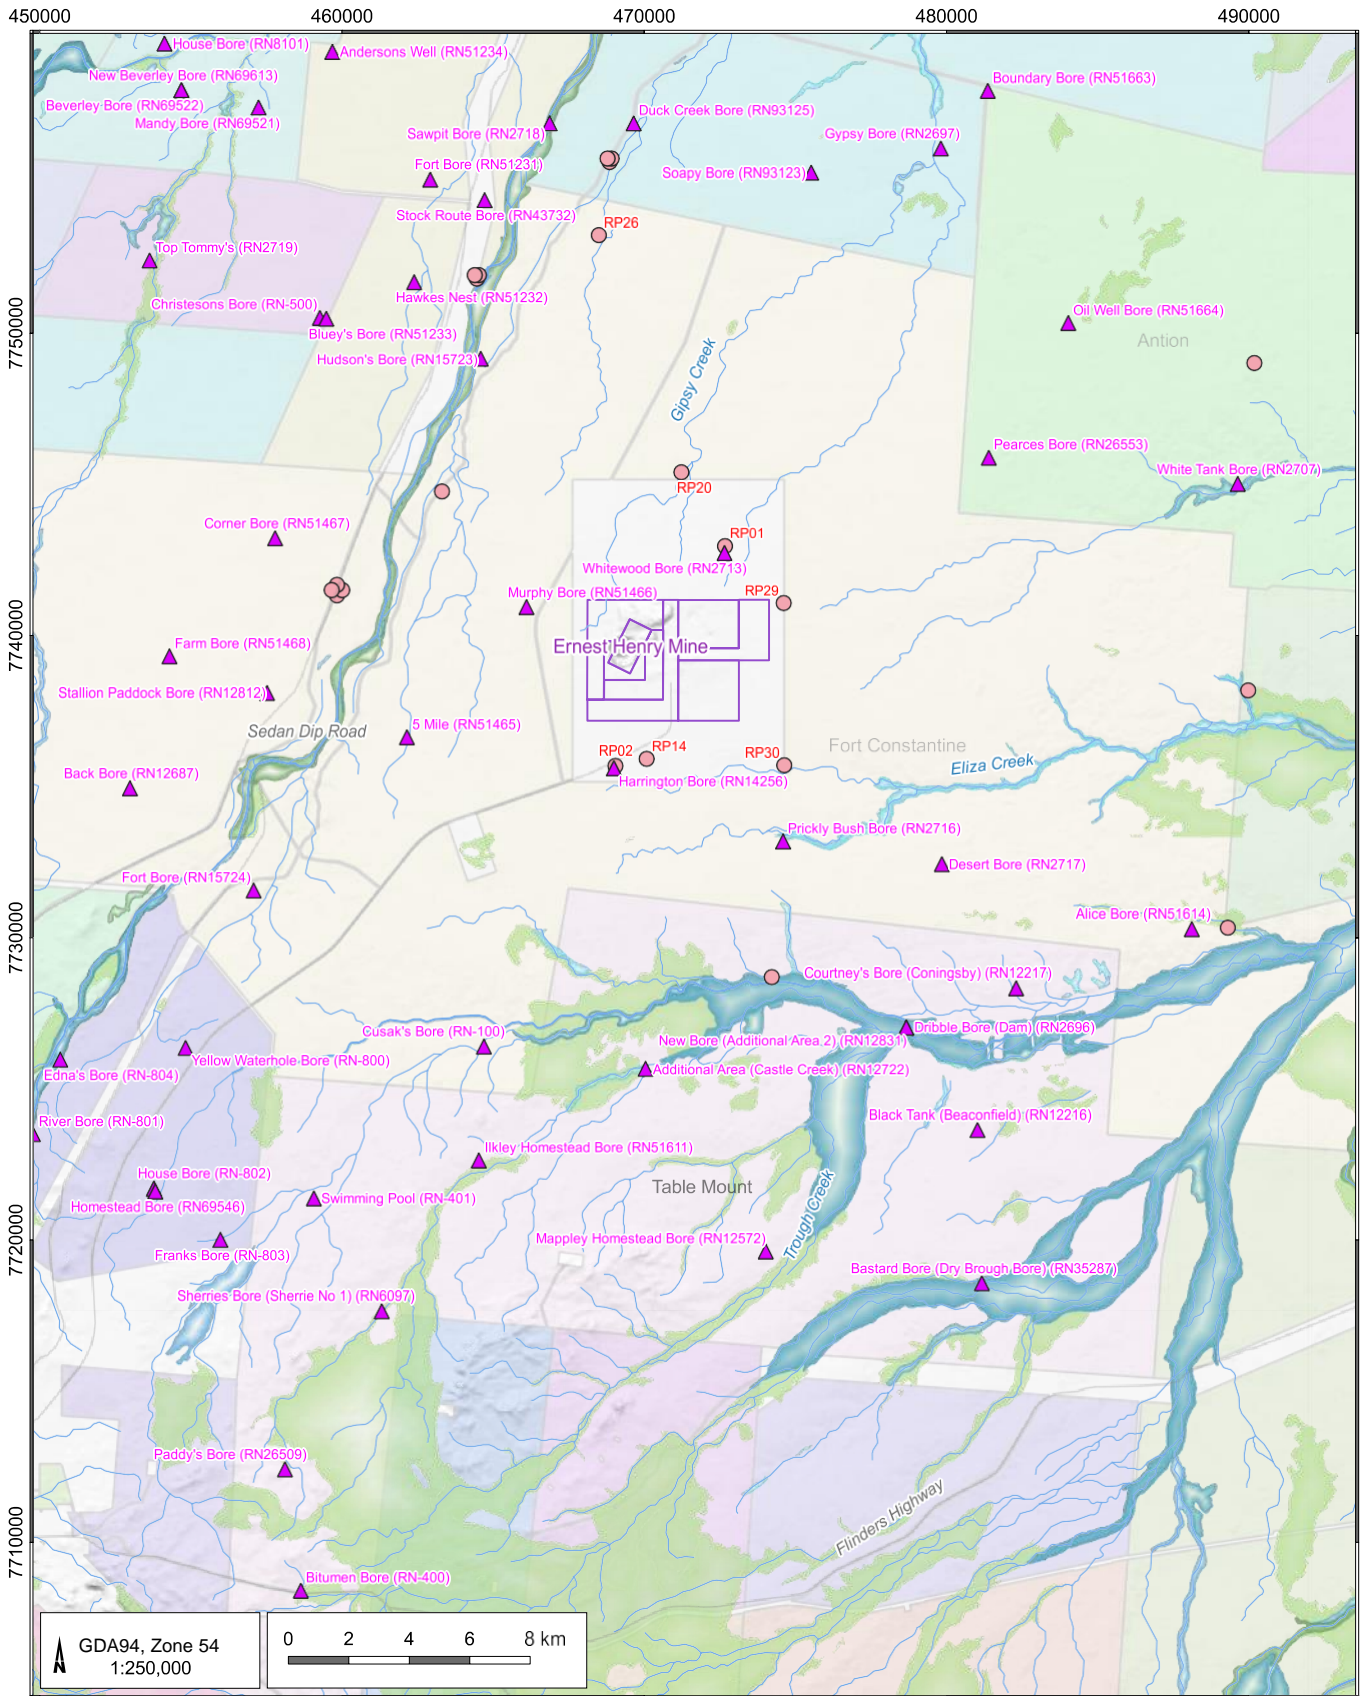 450000
460000
470000
480000
490000
House Bore (RN8101)
Andersons Well (RN51234)
New Beverley Bore (RN69613)
Boundary Bore (RN51663)
Beverley Bore (RN69522)
Mandy Bore (RN69521)
Duck Creek Bore (RN93125)
Sawpit Bore (RN2718)
Gypsy Bore (RN2697)
Fort Bore (RN51231)
Soapy Bore (RN93123)
Stock Route Bore (RN43732)
RP26
Top Tommy's (RN2719)
Hawkes Nest (RN51232)
Christesons Bore (RN-500)
Oil Well Bore (RN51664)
7750000
Bluey's Bore (RN51233)
Antion
Hudson's Bore (RN15723)
Gipsy Creek
Pearces Bore (RN26553)
White Tank Bore (RN2707)
RP20
Corner Bore (RN51467)
RP01
Whitewood Bore (RN2713)
Murphy Bore (RN51466)
RP29
7740000
Farm Bore (RN51468)
Ernest Henry Mine
Stallion Paddock Bore (RN12812)
5 Mile (RN51465)
Sedan Dip Road
RP02
RP14
RP30
Fort Constantine
Eliza Creek
Back Bore (RN12687)
Harrington Bore (RN14256)
Prickly Bush Bore (RN2716)
Desert Bore (RN2717)
Fort Bore (RN15724)
Alice Bore (RN51614)
7730000
Courtney's Bore (Coningsby) (RN12217)
Cusak's Bore (RN-100)
Dribble Bore (Dam) (RN2696)
New Bore (Additional Area 2) (RN12831)
Yellow Waterhole Bore (RN-800)
Edna's Bore (RN-804)
Additional Area (Castle Creek) (RN12722)
River Bore (RN-801)
Black Tank (Beaconfield) (RN12216)
Ilkley Homestead Bore (RN51611)
House Bore (RN-802)
Table Mount
Swimming Pool (RN-401)
Homestead Bore (RN69546)
Trough Creek
7720000
Mappley Homestead Bore (RN12572)
Franks Bore (RN-803)
Bastard Bore (Dry Brough Bore) (RN35287)
Sherries Bore (Sherrie No 1) (RN6097)
Paddy's Bore (RN26509)
Flinders Highway
7710000
Bitumen Bore (RN-400)
N
GDA94, Zone 54
1:250,000
0 2 4 6 8 km